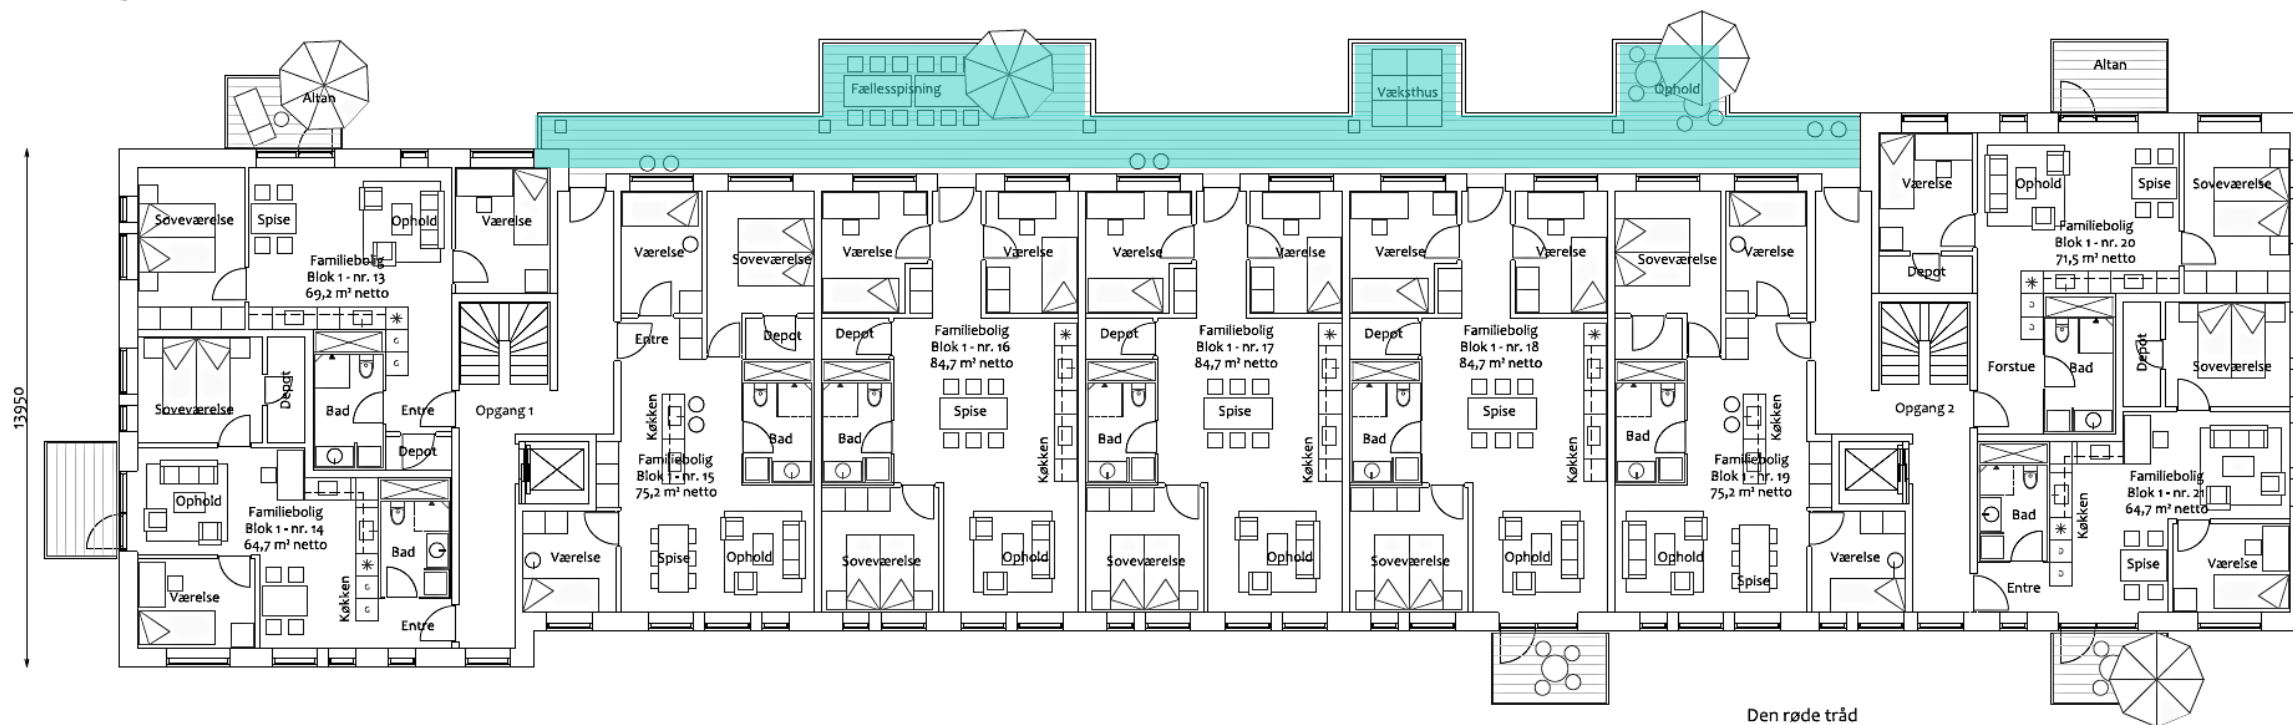 Altan
Fællesspisning
Væksthus
Ophold
Altan
13950
Soveværelse
Spise
Ophold
Værelse
Familiebolig
Blok 1 - nr. 13
69,2 m² netto
Soveværelse
Depot
Bad
Entre
Depot
Opgang 1
Ophold
Familiebolig
Blok 1 - nr. 14
64,7 m² netto
Bad
Værelse
Køkken
Entre
Værelse
Soveværelse
Entre
Depot
Køkken
Bad
Familiebolig
Blok 1 - nr. 15
75,2 m² netto
Værelse
Spise
Ophold
Værelse
Værelse
Depot
Familiebolig
Blok 1 - nr. 16
84,7 m² netto
Spise
Bad
Køkken
Soveværelse
Ophold
Værelse
Værelse
Depot
Familiebolig
Blok 1 - nr. 17
84,7 m² netto
Spise
Bad
Køkken
Soveværelse
Ophold
Værelse
Værelse
Depot
Familiebolig
Blok 1 - nr. 18
84,7 m² netto
Spise
Bad
Køkken
Soveværelse
Ophold
Soveværelse
Værelse
Køkken
Bad
Familiebolig
Blok 1 - nr. 19
75,2 m² netto
Ophold
Spise
Værelse
Opgang 2
Værelse
Ophold
Spise
Soveværelse
Familiebolig
Blok 1 - nr. 20
71,5 m² netto
Depot
Forstue
Bad
Depot
Soveværelse
Familiebolig
Blok 1 - nr. 21
64,7 m² netto
Ophold
Bad
Køkken
Spise
Værelse
Entre
Den røde tråd